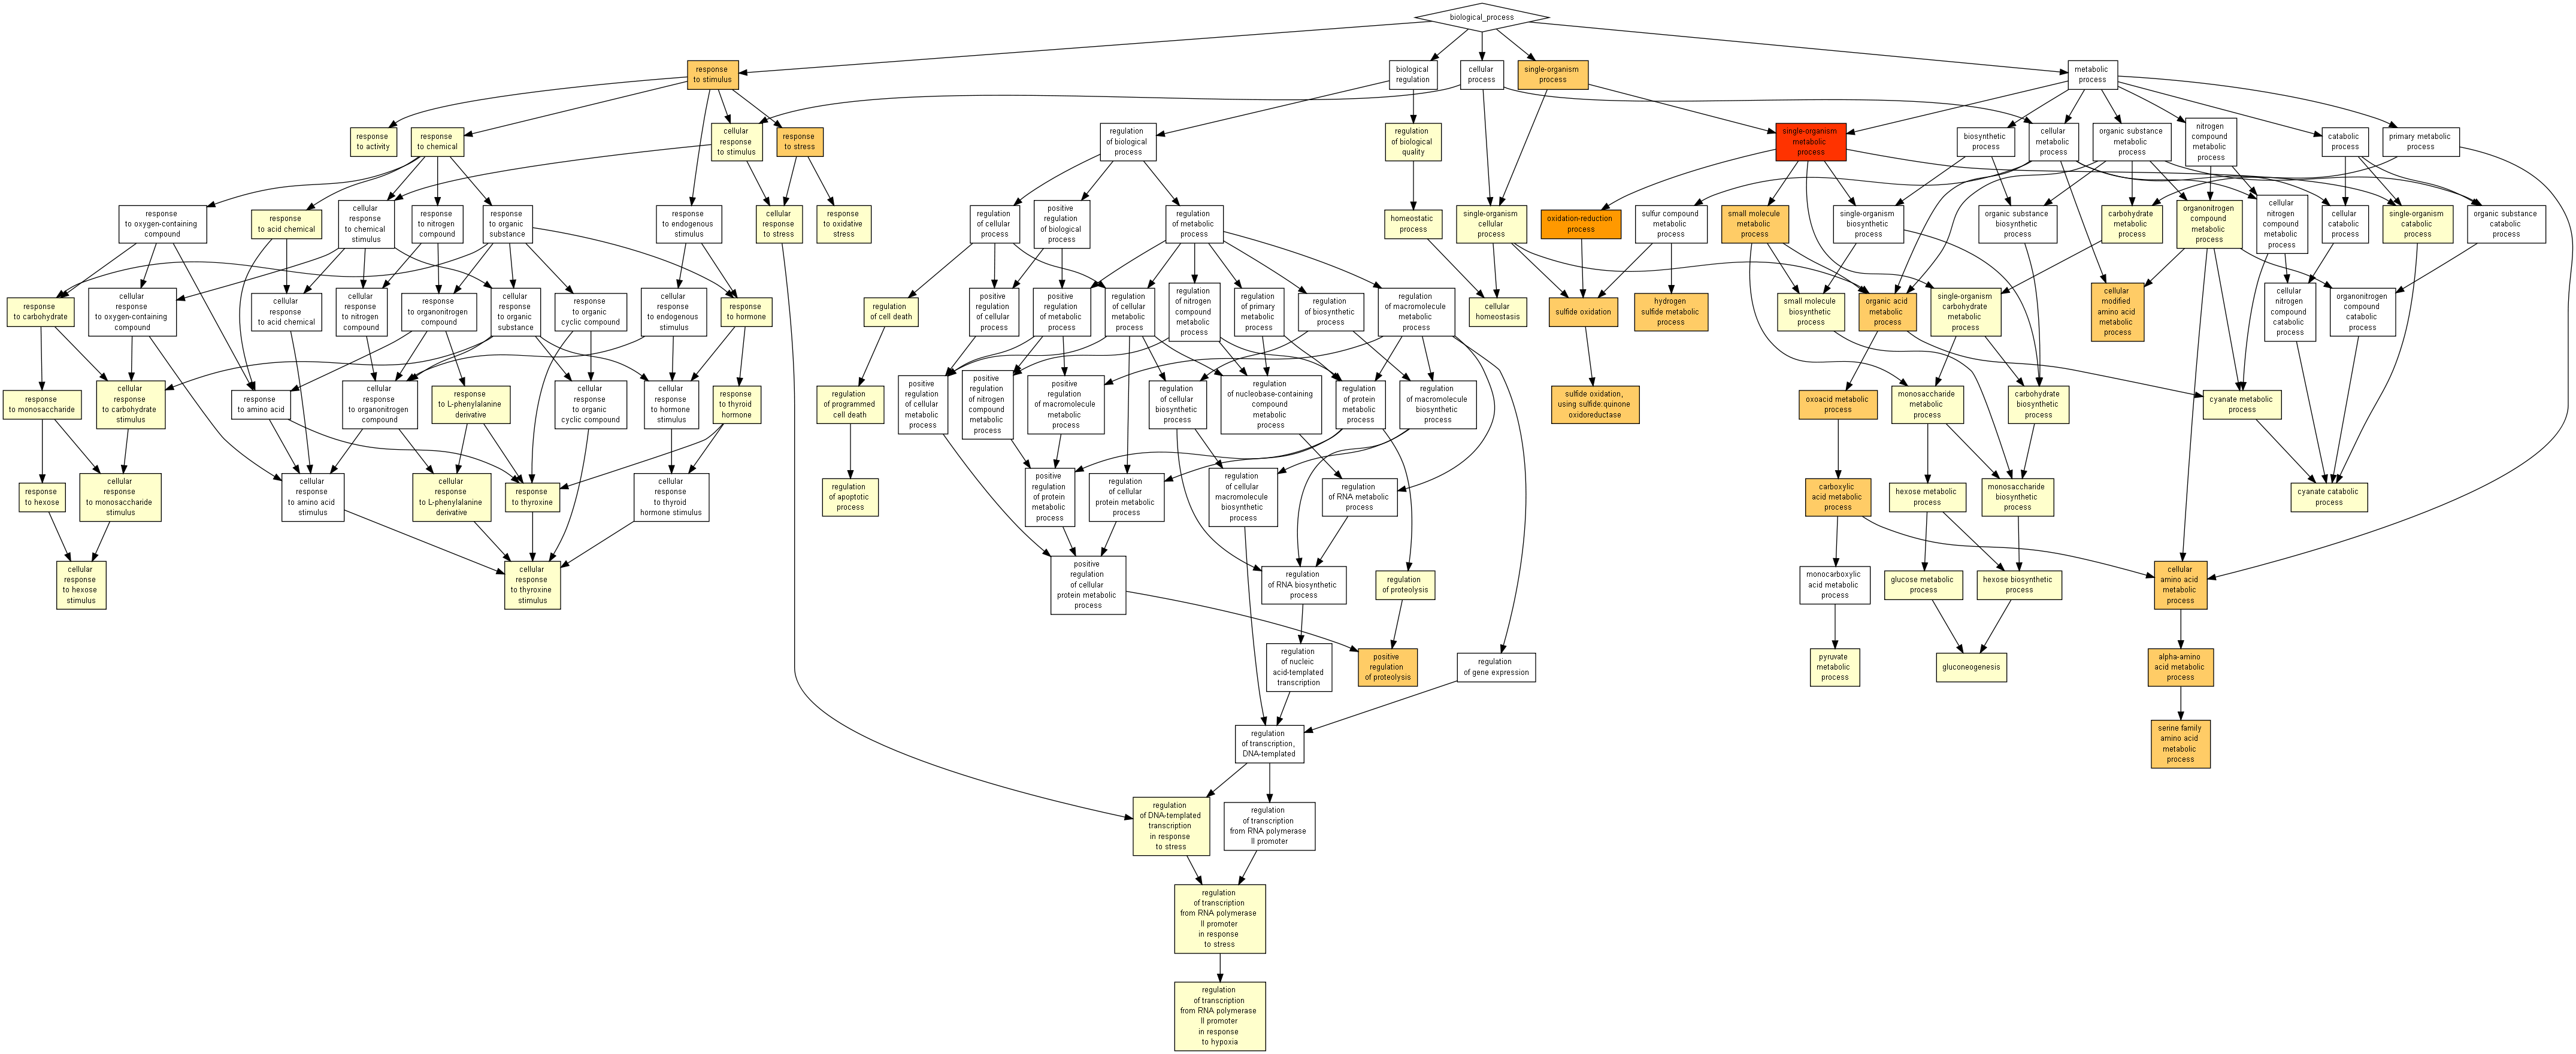 biological_process
response
to stimulus
biological
regulation
cellular
process
single-organism
process
metabolic
process
response
to activity
response
to chemical
cellular
response
to stimulus
response
to stress
regulation
of biological
process
regulation
of biological
quality
single-organism
metabolic
process
biosynthetic
process
cellular
metabolic
process
organic substance
metabolic
process
nitrogen
compound
metabolic
process
catabolic
process
primary metabolic
process
response
to oxygen-containing
compound
response
to acid chemical
cellular
response
to chemical
stimulus
response
to nitrogen
compound
response
to organic
substance
response
to endogenous
stimulus
cellular
response
to stress
response
to oxidative
stress
regulation
of cellular
process
positive
regulation
of biological
process
regulation
of metabolic
process
homeostatic
process
single-organism
cellular
process
oxidation-reduction
process
sulfur compound
metabolic
process
small molecule
metabolic
process
single-organism
biosynthetic
process
organic substance
biosynthetic
process
carbohydrate
metabolic
process
organonitrogen
compound
metabolic
process
cellular
nitrogen
compound
metabolic
process
cellular
catabolic
process
single-organism
catabolic
process
organic substance
catabolic
process
response
to carbohydrate
cellular
response
to oxygen-containing
compound
cellular
response
to acid chemical
cellular
response
to nitrogen
compound
response
to organonitrogen
compound
cellular
response
to organic
substance
response
to organic
cyclic compound
cellular
response
to endogenous
stimulus
response
to hormone
regulation
of cell death
positive
regulation
of cellular
process
positive
regulation
of metabolic
process
regulation
of cellular
metabolic
process
regulation
of nitrogen
compound
metabolic
process
regulation
of primary
metabolic
process
regulation
of biosynthetic
process
regulation
of macromolecule
metabolic
process
cellular
homeostasis
sulfide oxidation
hydrogen
sulfide metabolic
process
small molecule
biosynthetic
process
organic acid
metabolic
process
single-organism
carbohydrate
metabolic
process
cellular
modified
amino acid
metabolic
process
cellular
nitrogen
compound
catabolic
process
organonitrogen
compound
catabolic
process
response
to monosaccharide
cellular
response
to carbohydrate
stimulus
response
to amino acid
cellular
response
to organonitrogen
compound
response
to L-phenylalanine
derivative
cellular
response
to organic
cyclic compound
cellular
response
to hormone
stimulus
response
to thyroid
hormone
regulation
of programmed
cell death
positive
regulation
of cellular
metabolic
process
positive
regulation
of nitrogen
compound
metabolic
process
positive
regulation
of macromolecule
metabolic
process
regulation
of cellular
biosynthetic
process
regulation
of nucleobase-containing
compound
metabolic
process
regulation
of protein
metabolic
process
regulation
of macromolecule
biosynthetic
process
sulfide oxidation,
using sulfide:quinone
oxidoreductase
oxoacid metabolic
process
monosaccharide
metabolic
process
carbohydrate
biosynthetic
process
cyanate metabolic
process
response
to hexose
cellular
response
to monosaccharide
stimulus
cellular
response
to amino acid
stimulus
cellular
response
to L-phenylalanine
derivative
response
to thyroxine
cellular
response
to thyroid
hormone stimulus
regulation
of apoptotic
process
positive
regulation
of protein
metabolic
process
regulation
of cellular
protein metabolic
process
regulation
of cellular
macromolecule
biosynthetic
process
regulation
of RNA metabolic
process
carboxylic
acid metabolic
process
hexose metabolic
process
monosaccharide
biosynthetic
process
cyanate catabolic
process
cellular
response
to hexose
stimulus
cellular
response
to thyroxine
stimulus
positive
regulation
of cellular
protein metabolic
process
regulation
of RNA biosynthetic
process
regulation
of proteolysis
monocarboxylic
acid metabolic
process
glucose metabolic
process
hexose biosynthetic
process
cellular
amino acid
metabolic
process
regulation
of nucleic
acid-templated
transcription
positive
regulation
of proteolysis
regulation
of gene expression
pyruvate
metabolic
process
gluconeogenesis
alpha-amino
acid metabolic
process
regulation
of transcription,
DNA-templated
serine family
amino acid
metabolic
process
regulation
of DNA-templated
transcription
in response
to stress
regulation
of transcription
from RNA polymerase
II promoter
regulation
of transcription
from RNA polymerase
II promoter
in response
to stress
regulation
of transcription
from RNA polymerase
II promoter
in response
to hypoxia